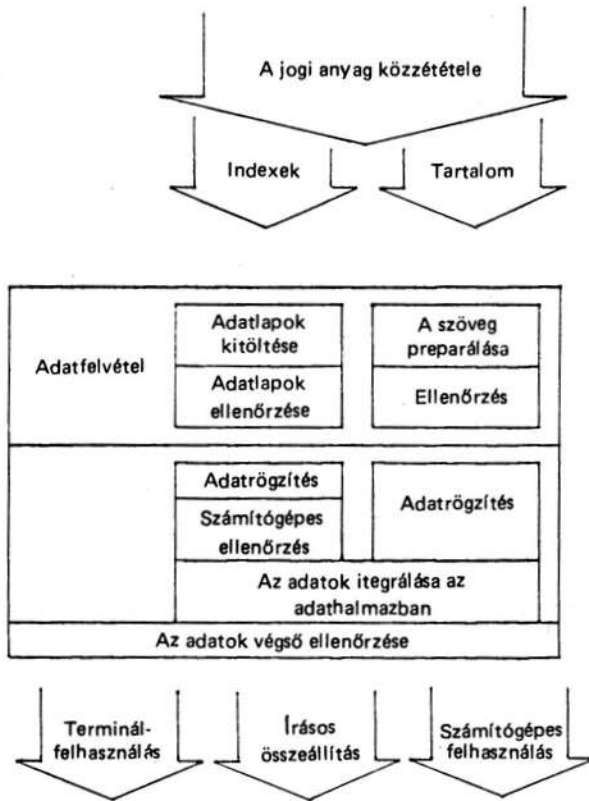 A jogi anyag közzététele
Indexek
Tartalom
Adatfelvétel
Adatlapok
kitöltése
Adatlapok
ellenőrzése
A szöveg
preparálása
Ellenőrzés
Adatrögzítés
Számítógépes
ellenőrzés
Adatrögzítés
Az adatok itegrálása az
adathalmazban
Az adatok végső ellenőrzése
Terminál-
felhasználás
Írásos
összeállítás
Számítógépes
felhasználás